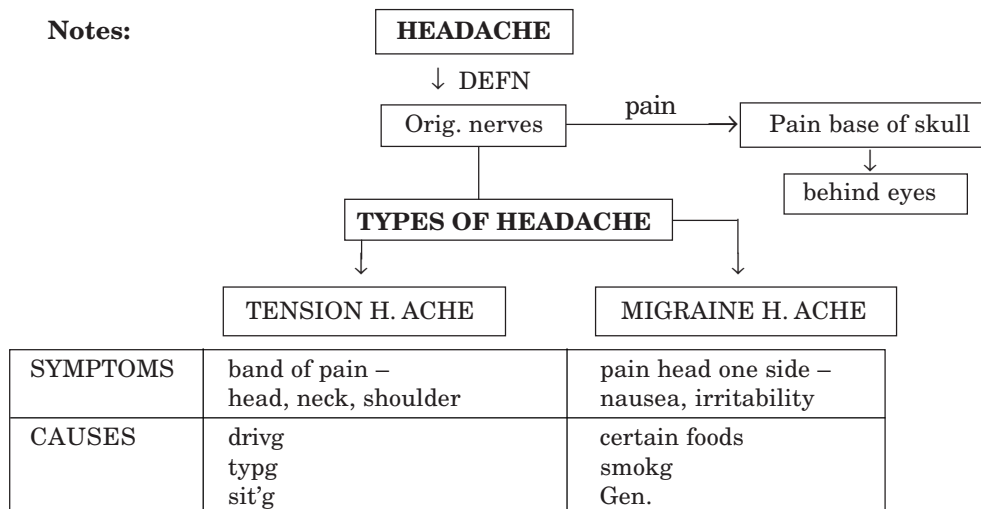 Notes:
HEADACHE
↓ DEFN
Orig. nerves
pain
Pain base of skull
behind eyes
TYPES OF HEADACHE
TENSION H. ACHE
MIGRAINE H. ACHE
SYMPTOMS
band of pain –
head, neck, shoulder
pain head one side –
nausea, irritability
CAUSES
drivg
typg
sit'g
certain foods
smokg
Gen.